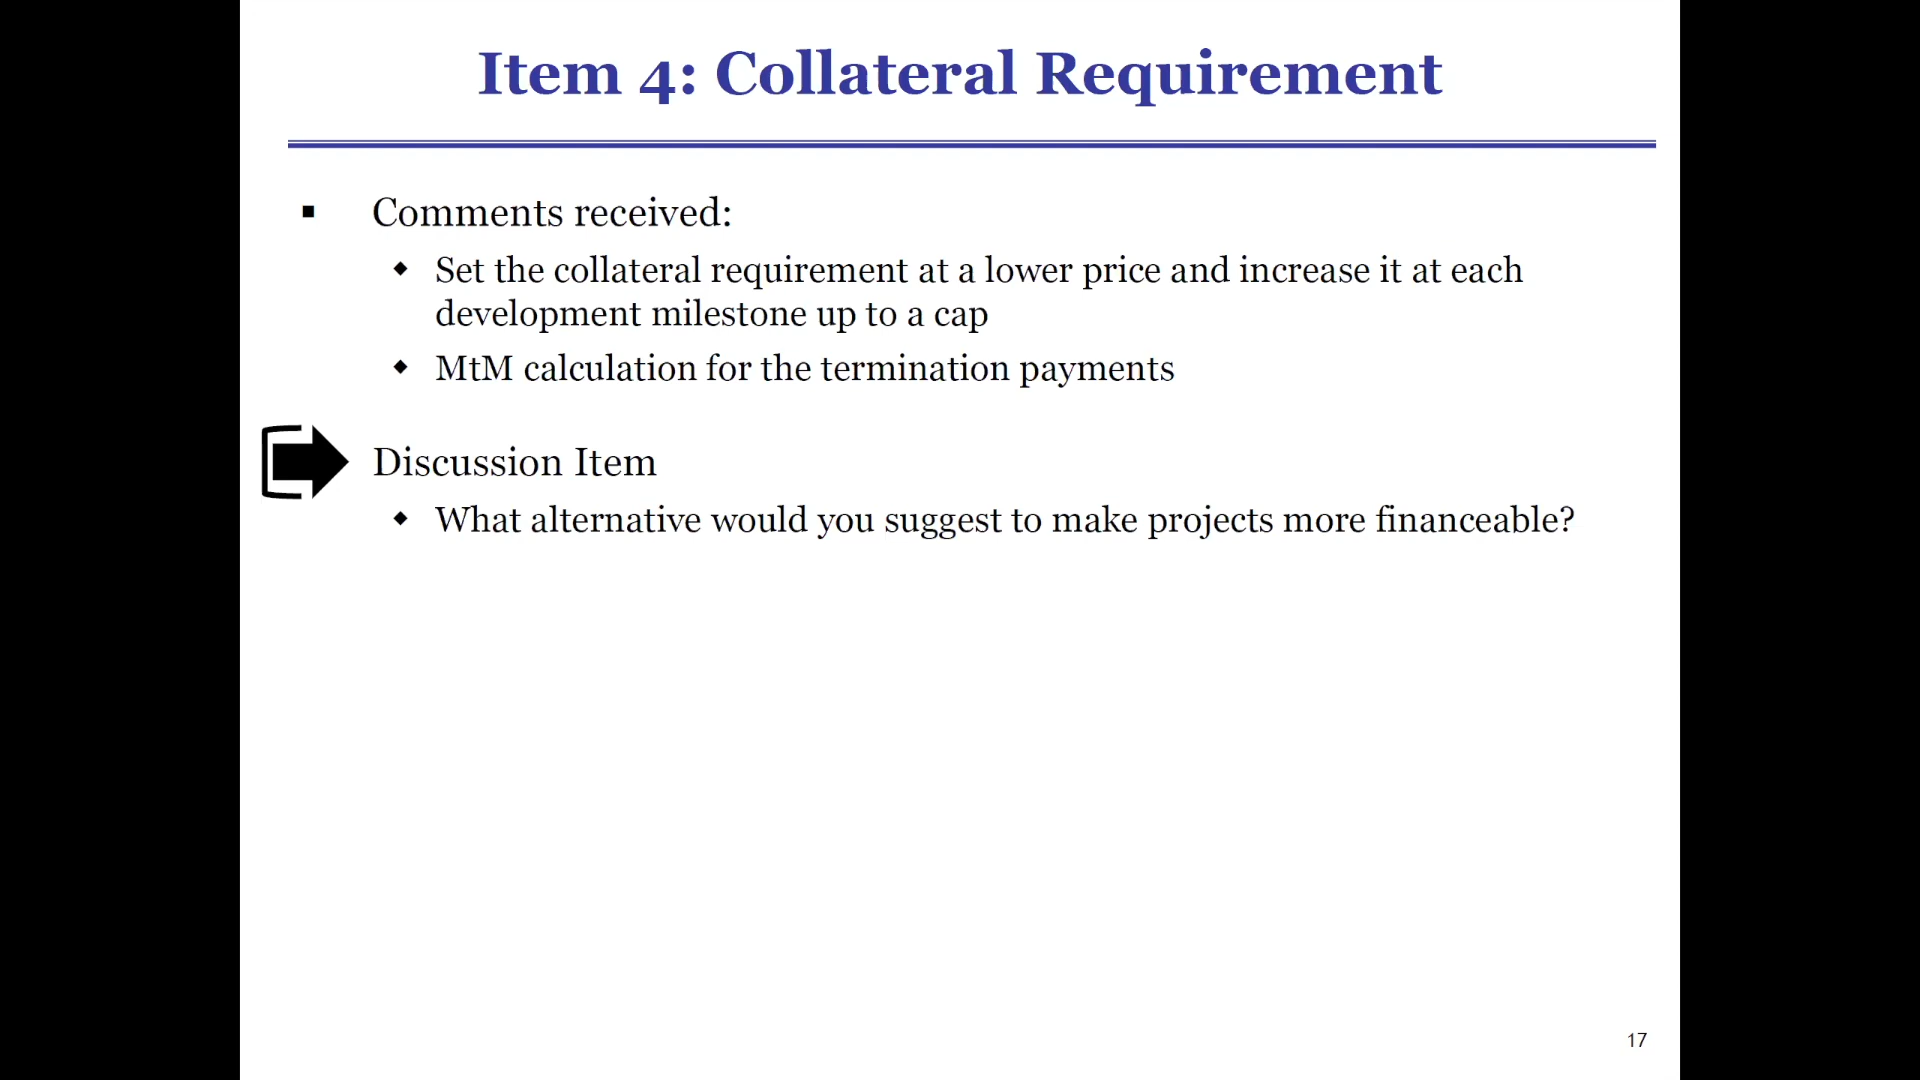 Item 4: Collateral Requirement
Comments received:
Set the collateral requirement at a lower price and increase it at each
development milestone up to a cap
MtM calculation for the termination payments
Discussion Item
What alternative would you suggest to make projects more financeable?
17